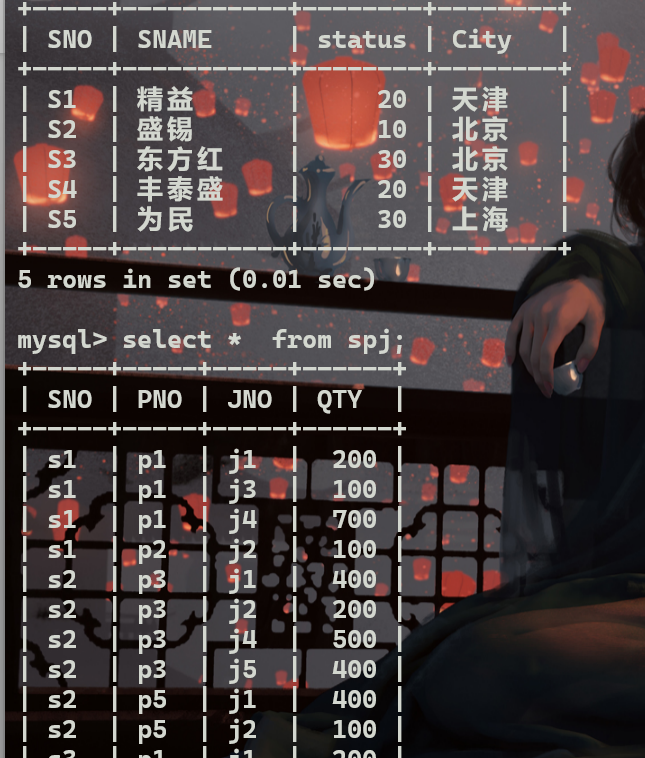 +-----+-----------+--------+-------+
| SNO | SNAME     | status | City  |
+-----+-----------+--------+-------+
| S1 | 精益 | 20 | 天津 |
| S2 | 盛锡 | 10 | 北京 |
| S3 | 东方红 | 30 | 北京 |
| S4 | 丰泰盛 | 20 | 天津 |
| S5 | 为民 | 30 | 上海 |
+-----+-----------+--------+-------+
5 rows in set (0.01 sec)
mysql> select *  from spj;
+-----+-----+-----+------+
| SNO | PNO | JNO | QTY  |
+-----+-----+-----+------+
| s1  | p1  | j1  |  200 |
| s1  | p1  | j3  |  100 |
| s1  | p1  | j4  |  700 |
| s1  | p2  | j2  |  100 |
| s2  | p3  | j1  |  400 |
| s2  | p3  | j2  |  200 |
| s2  | p3  | j4  |  500 |
| s2  | p3  | j5  |  400 |
| s2  | p5  | j1  |  400 |
| s2  | p5  | j2  |  100 |